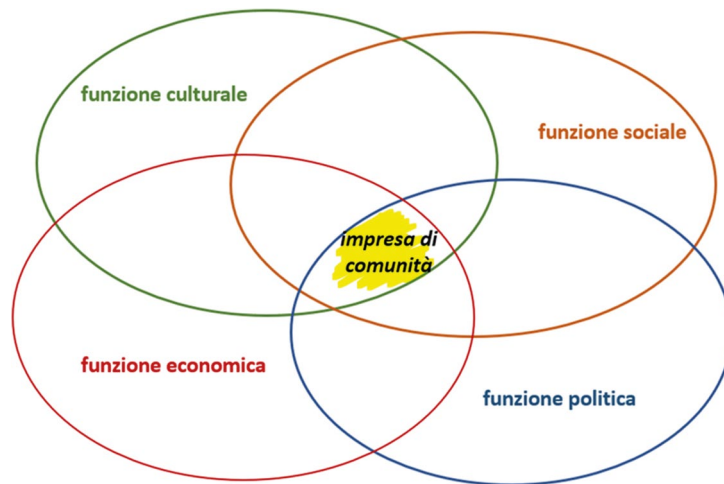 funzione culturale
funzione sociale
impresa di
comunità
funzione economica
funzione politica